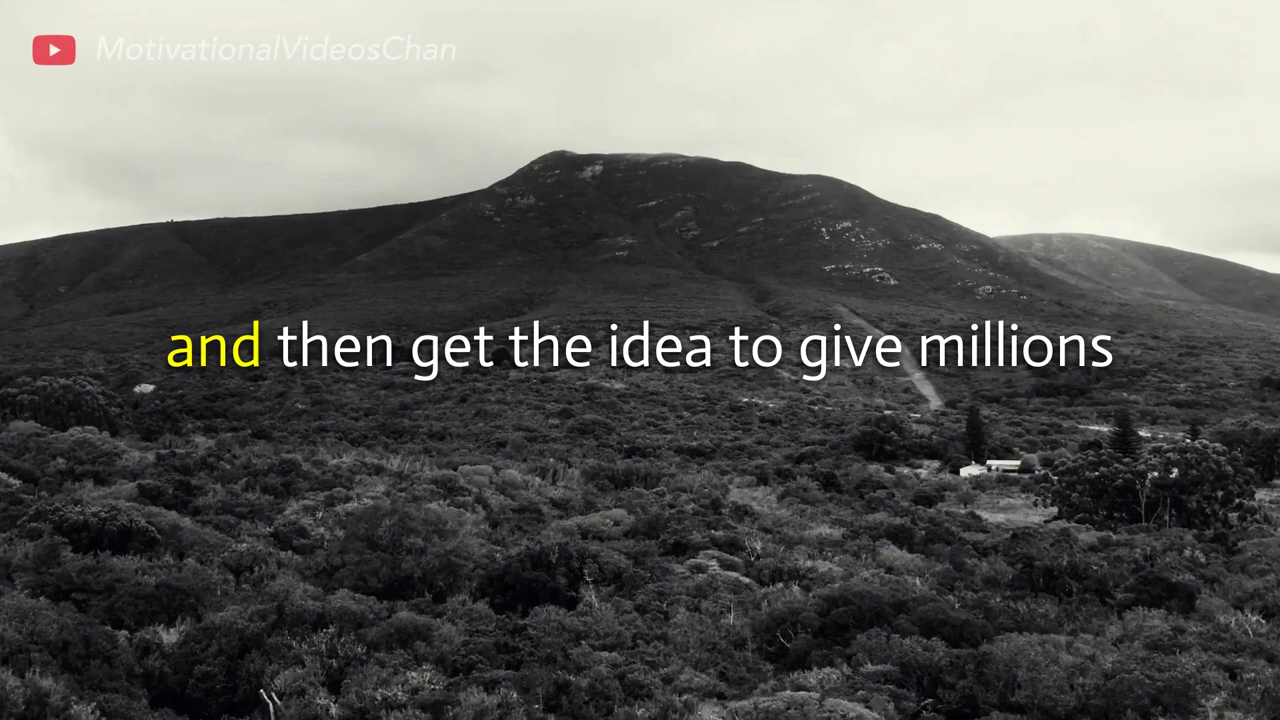 MotivationalVideosChan
and then get the idea to give millions